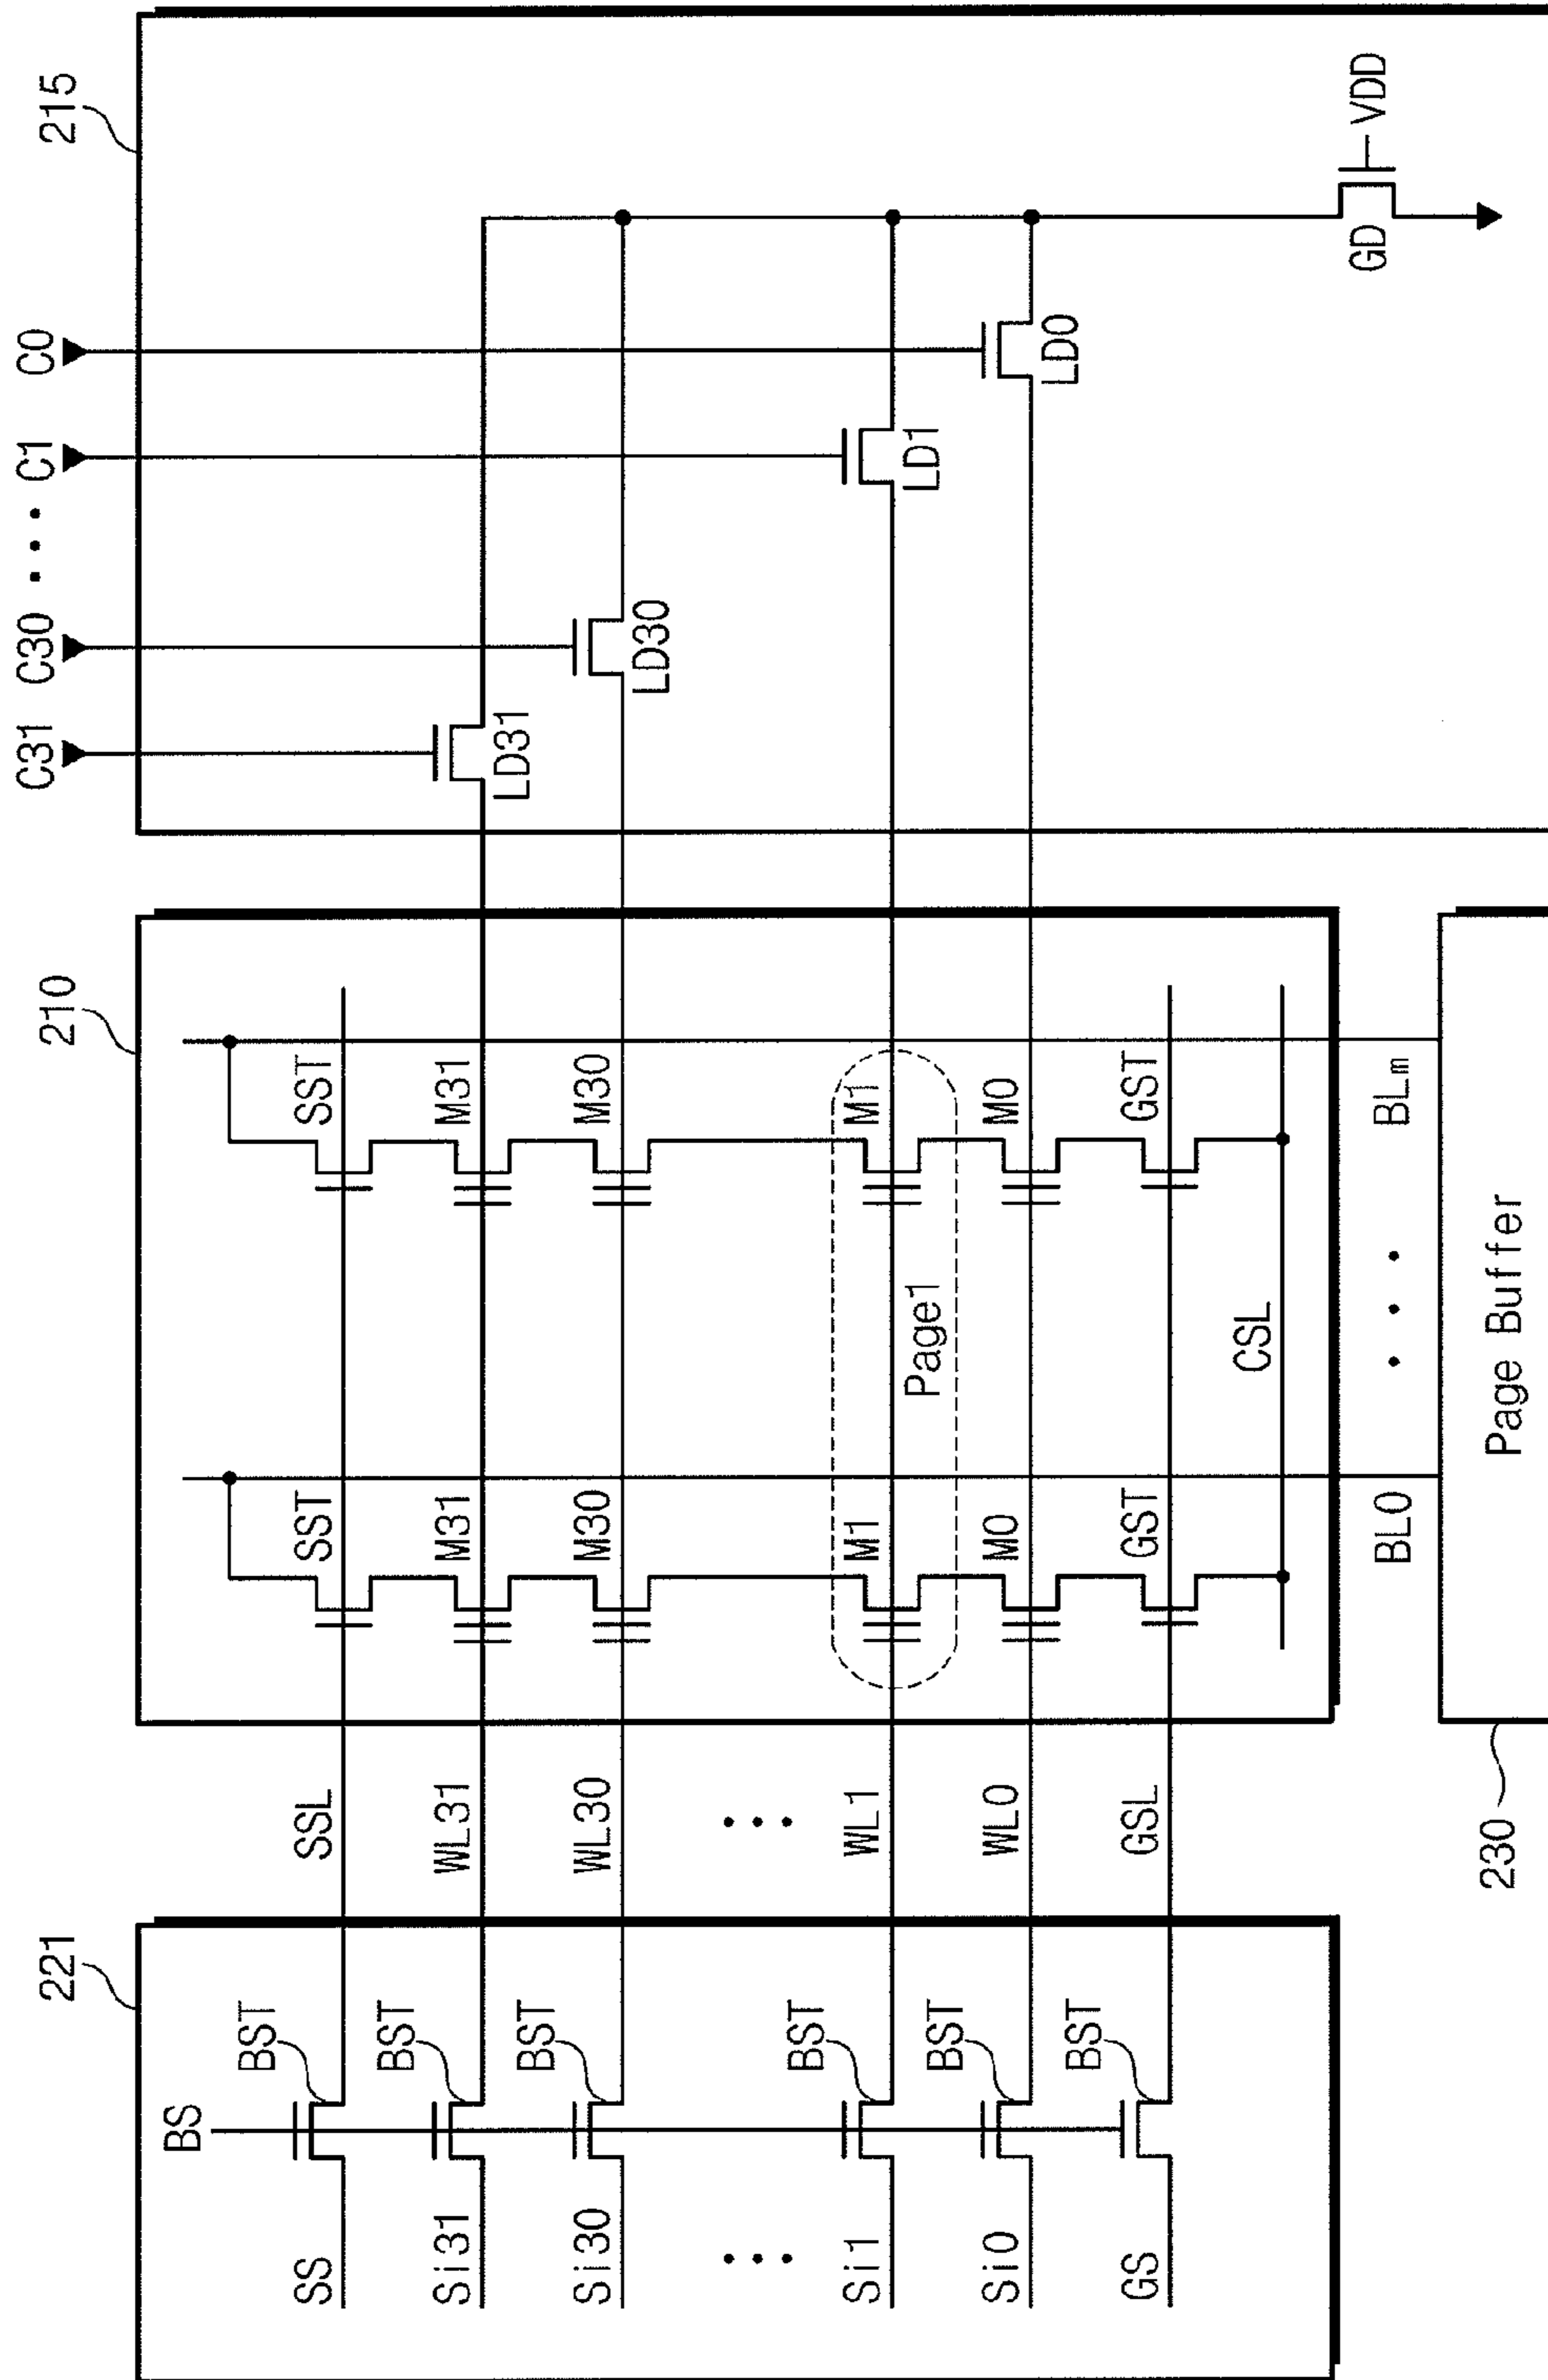 221
BS
SS
BST
Si31
BST
Si30
BST
...
Si1
BST
Si0
BST
GS
BST
SSL
WL31
WL30
...
WL1
WL0
GSL
210
SST
SST
M31
M31
M30
M30
M1
M1
Page1
M0
M0
GST
GST
CSL
BL0
...
BLm
Page Buffer
230
215
C31
C30
...
C1
C0
LD31
LD30
LD1
LD0
GD
VDD